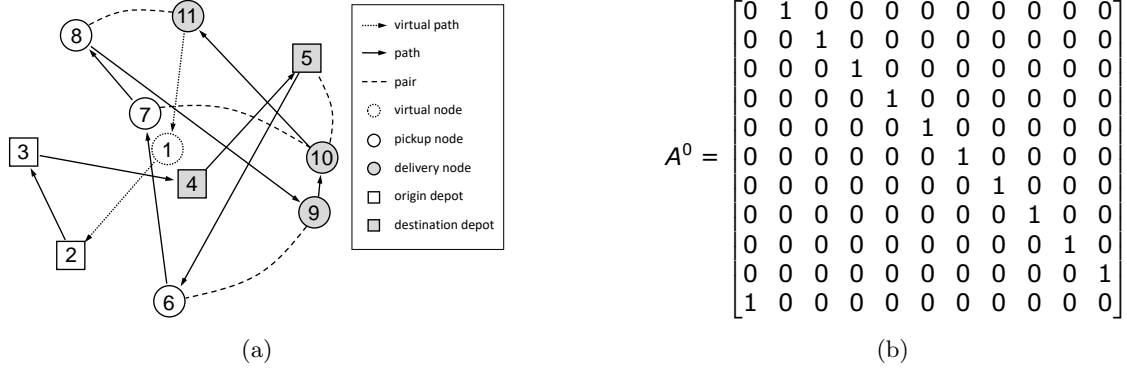 11
8
5
7
1
10
3
4
9
2
6
virtual path
path
pair
virtual node
pickup node
delivery node
origin depot
destination depot
(a)
A⁰ =
0 1 0 0 0 0 0 0 0 0 0
0 0 1 0 0 0 0 0 0 0 0
0 0 0 1 0 0 0 0 0 0 0
0 0 0 0 1 0 0 0 0 0 0
0 0 0 0 0 1 0 0 0 0 0
0 0 0 0 0 0 1 0 0 0 0
0 0 0 0 0 0 0 1 0 0 0
0 0 0 0 0 0 0 0 1 0 0
0 0 0 0 0 0 0 0 0 1 0
0 0 0 0 0 0 0 0 0 0 1
1 0 0 0 0 0 0 0 0 0 0
(b)